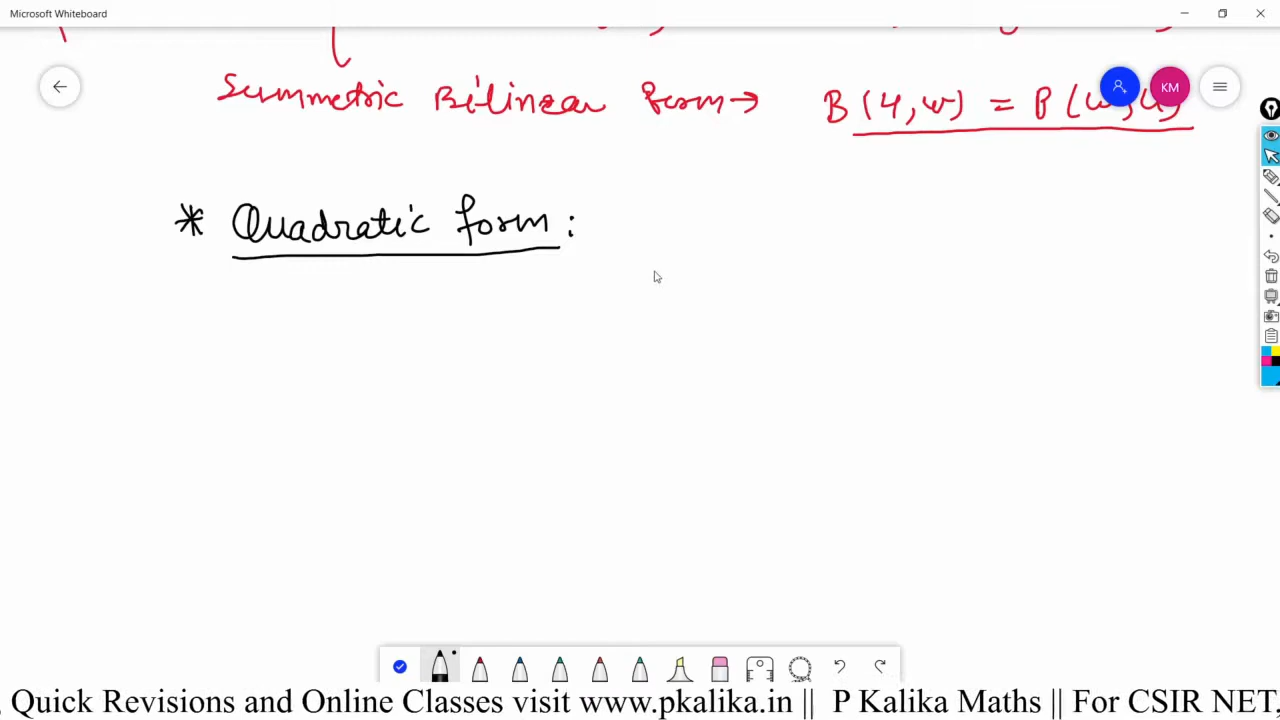 Microsoft Whiteboard
Symmetric Bilinear form → B(u,w) = B(w,u)
KM
* Quadratic form:
Quick Revisions and Online Classes visit www.pkalika.in || P Kalika Maths || For CSIR NET,